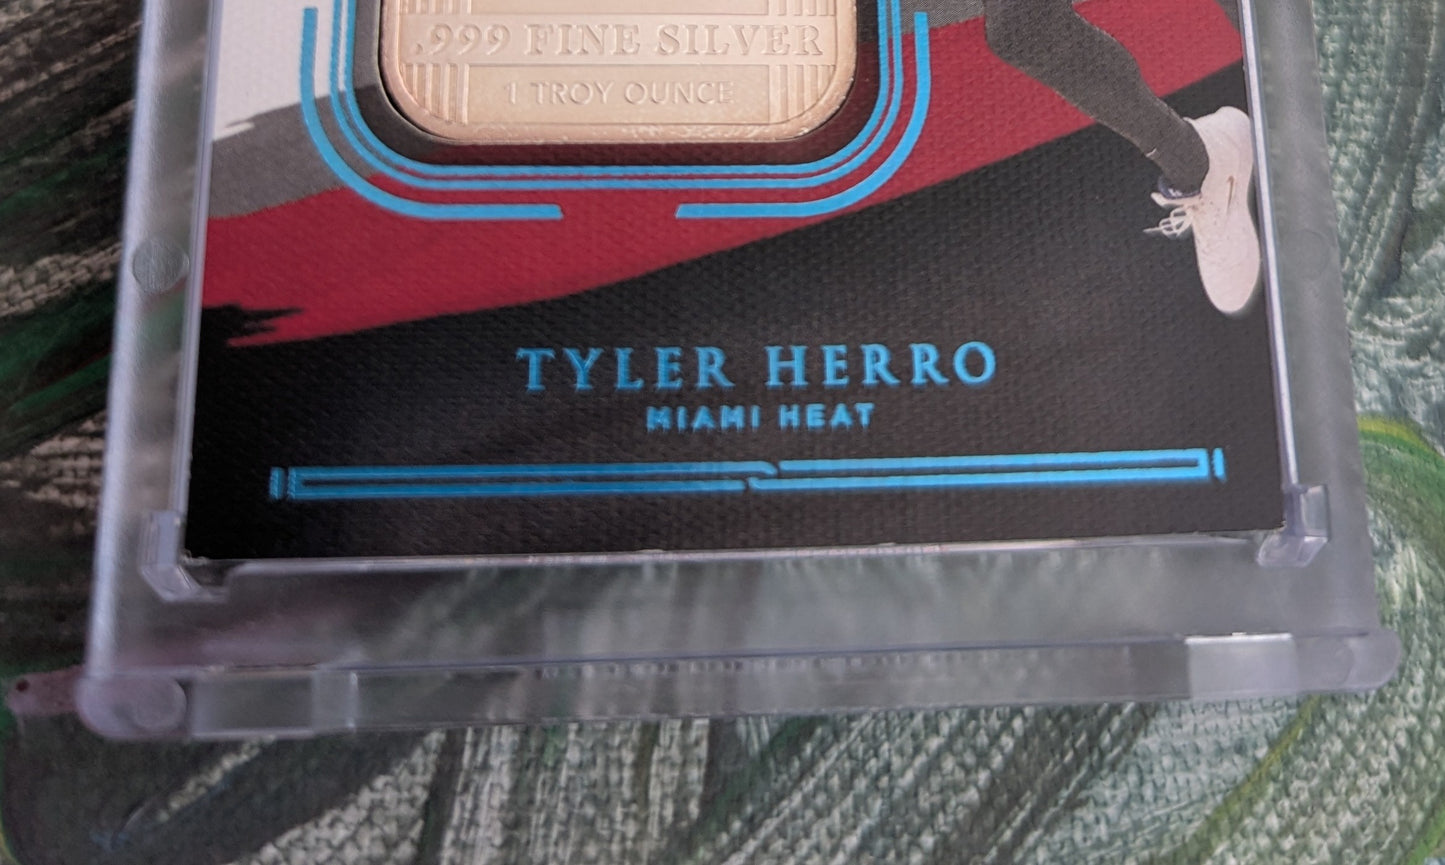 .999 FINE SILVER
1 TROY OUNCE
TYLER HERRO
MIAMI HEAT